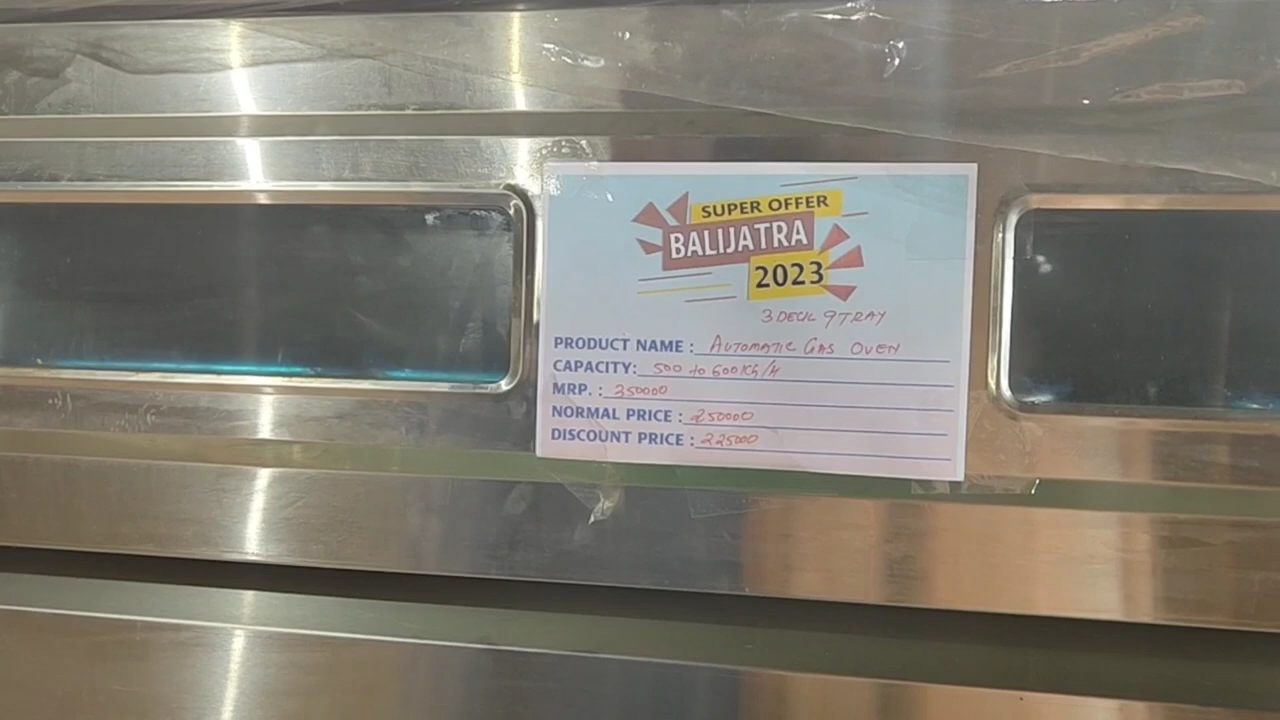 SUPER OFFER
BALIJATRA
2023
3 DECK 9 TRAY
PRODUCT NAME : AUTOMATIC GAS OVEN
CAPACITY: 500 to 600 KG/H
MRP. : 350000
NORMAL PRICE : 250000
DISCOUNT PRICE : 225000